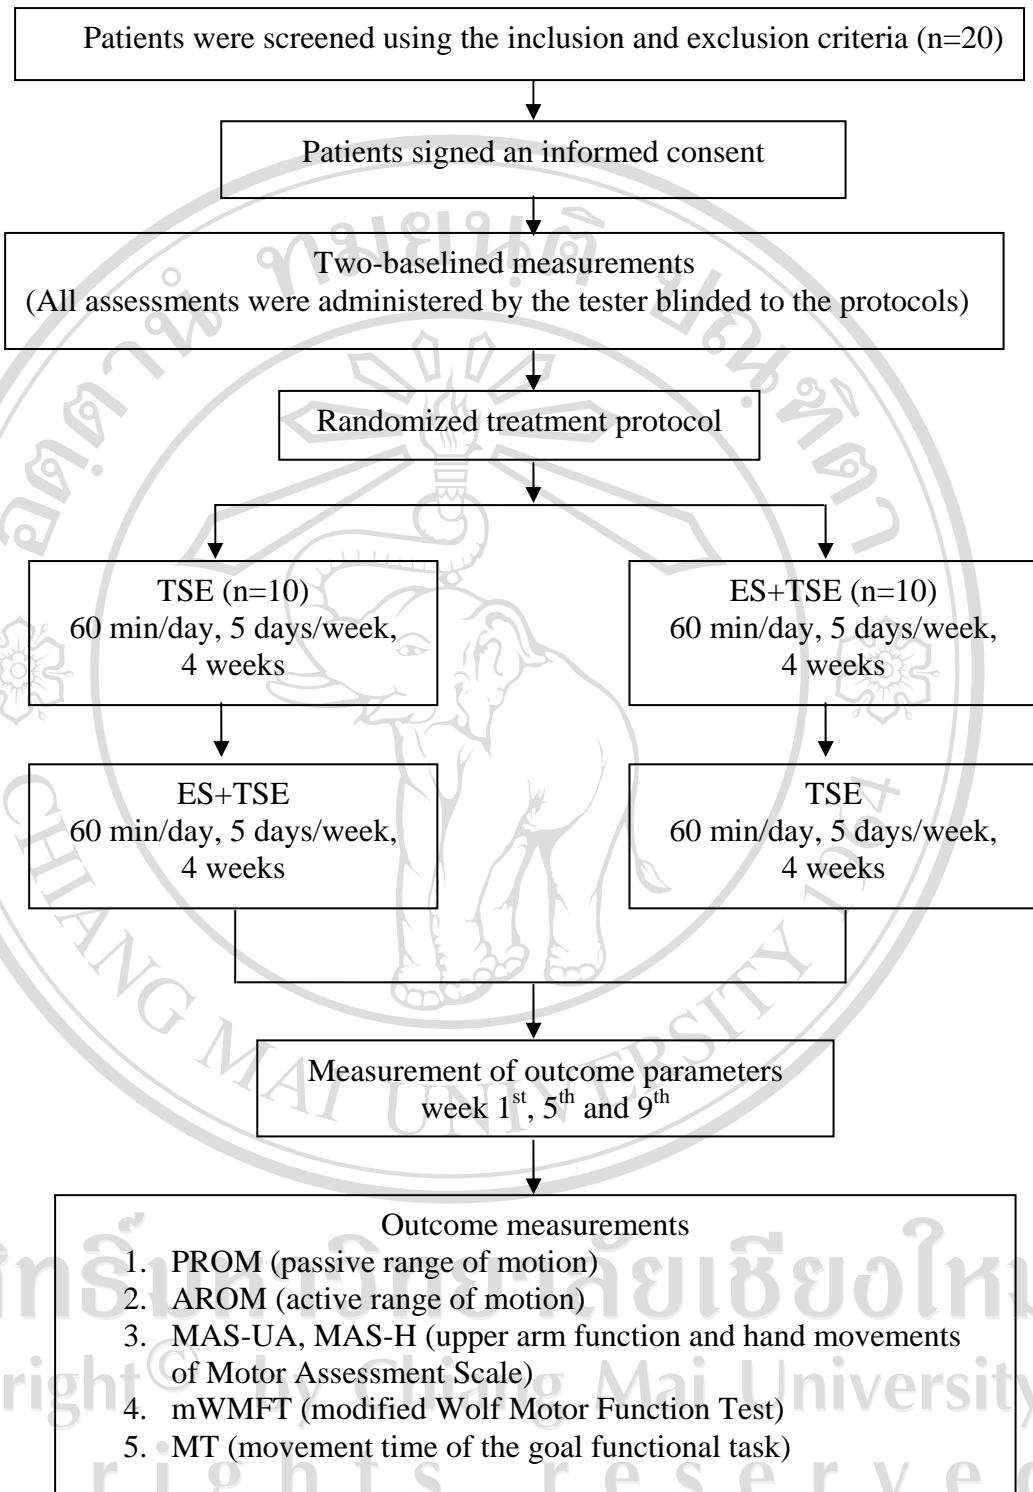 Patients were screened using the inclusion and exclusion criteria (n=20)
Patients signed an informed consent
Two-baselined measurements
(All assessments were administered by the tester blinded to the protocols)
Randomized treatment protocol
TSE (n=10)
60 min/day, 5 days/week,
4 weeks
ES+TSE (n=10)
60 min/day, 5 days/week,
4 weeks
ES+TSE
60 min/day, 5 days/week,
4 weeks
TSE
60 min/day, 5 days/week,
4 weeks
Measurement of outcome parameters
week 1st, 5th and 9th
Outcome measurements
1. PROM (passive range of motion)
2. AROM (active range of motion)
3. MAS-UA, MAS-H (upper arm function and hand movements
of Motor Assessment Scale)
4. mWMFT (modified Wolf Motor Function Test)
5. MT (movement time of the goal functional task)
CHIANG MAI UNIVERSITY 1964
right © by Chiang Mai University
rights reserved